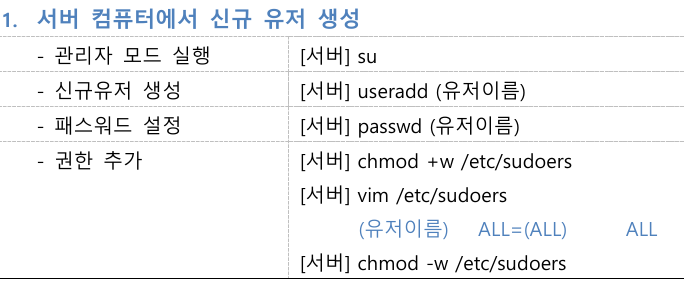 1. 서버 컴퓨터에서 신규 유저 생성
- 관리자 모드 실행 [서버] su
- 신규유저 생성 [서버] useradd (유저이름)
- 패스워드 설정 [서버] passwd (유저이름)
- 권한 추가 [서버] chmod +w /etc/sudoers
[서버] vim /etc/sudoers
(유저이름) ALL=(ALL) ALL
[서버] chmod -w /etc/sudoers